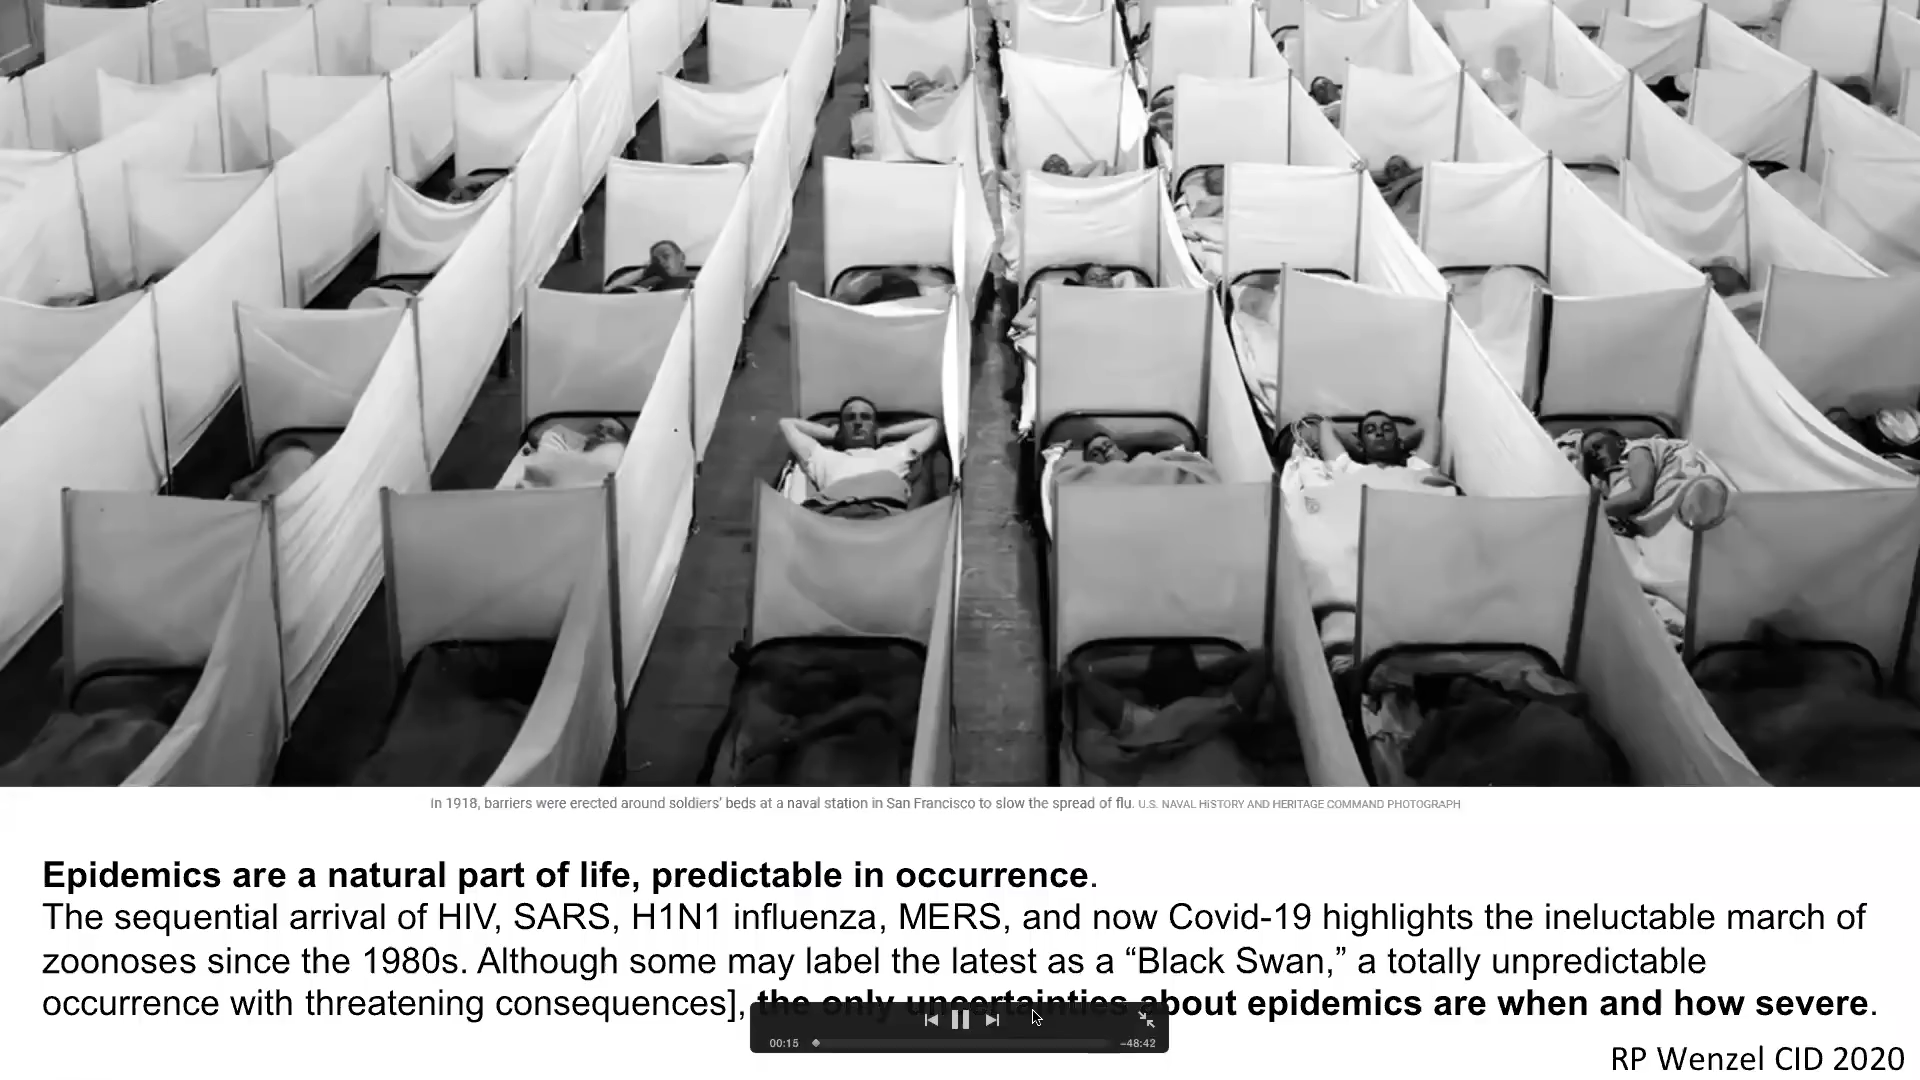 In 1918, barriers were erected around soldiers' beds at a naval station in San Francisco to slow the spread of flu. U.S. NAVAL HISTORY AND HERITAGE COMMAND PHOTOGRAPH
Epidemics are a natural part of life, predictable in occurrence.
The sequential arrival of HIV, SARS, H1N1 influenza, MERS, and now Covid-19 highlights the ineluctable march of
zoonoses since the 1980s. Although some may label the latest as a “Black Swan,” a totally unpredictable
occurrence with threatening consequences], the only uncertainties about epidemics are when and how severe.
00:15
-48:42
RP Wenzel CID 2020